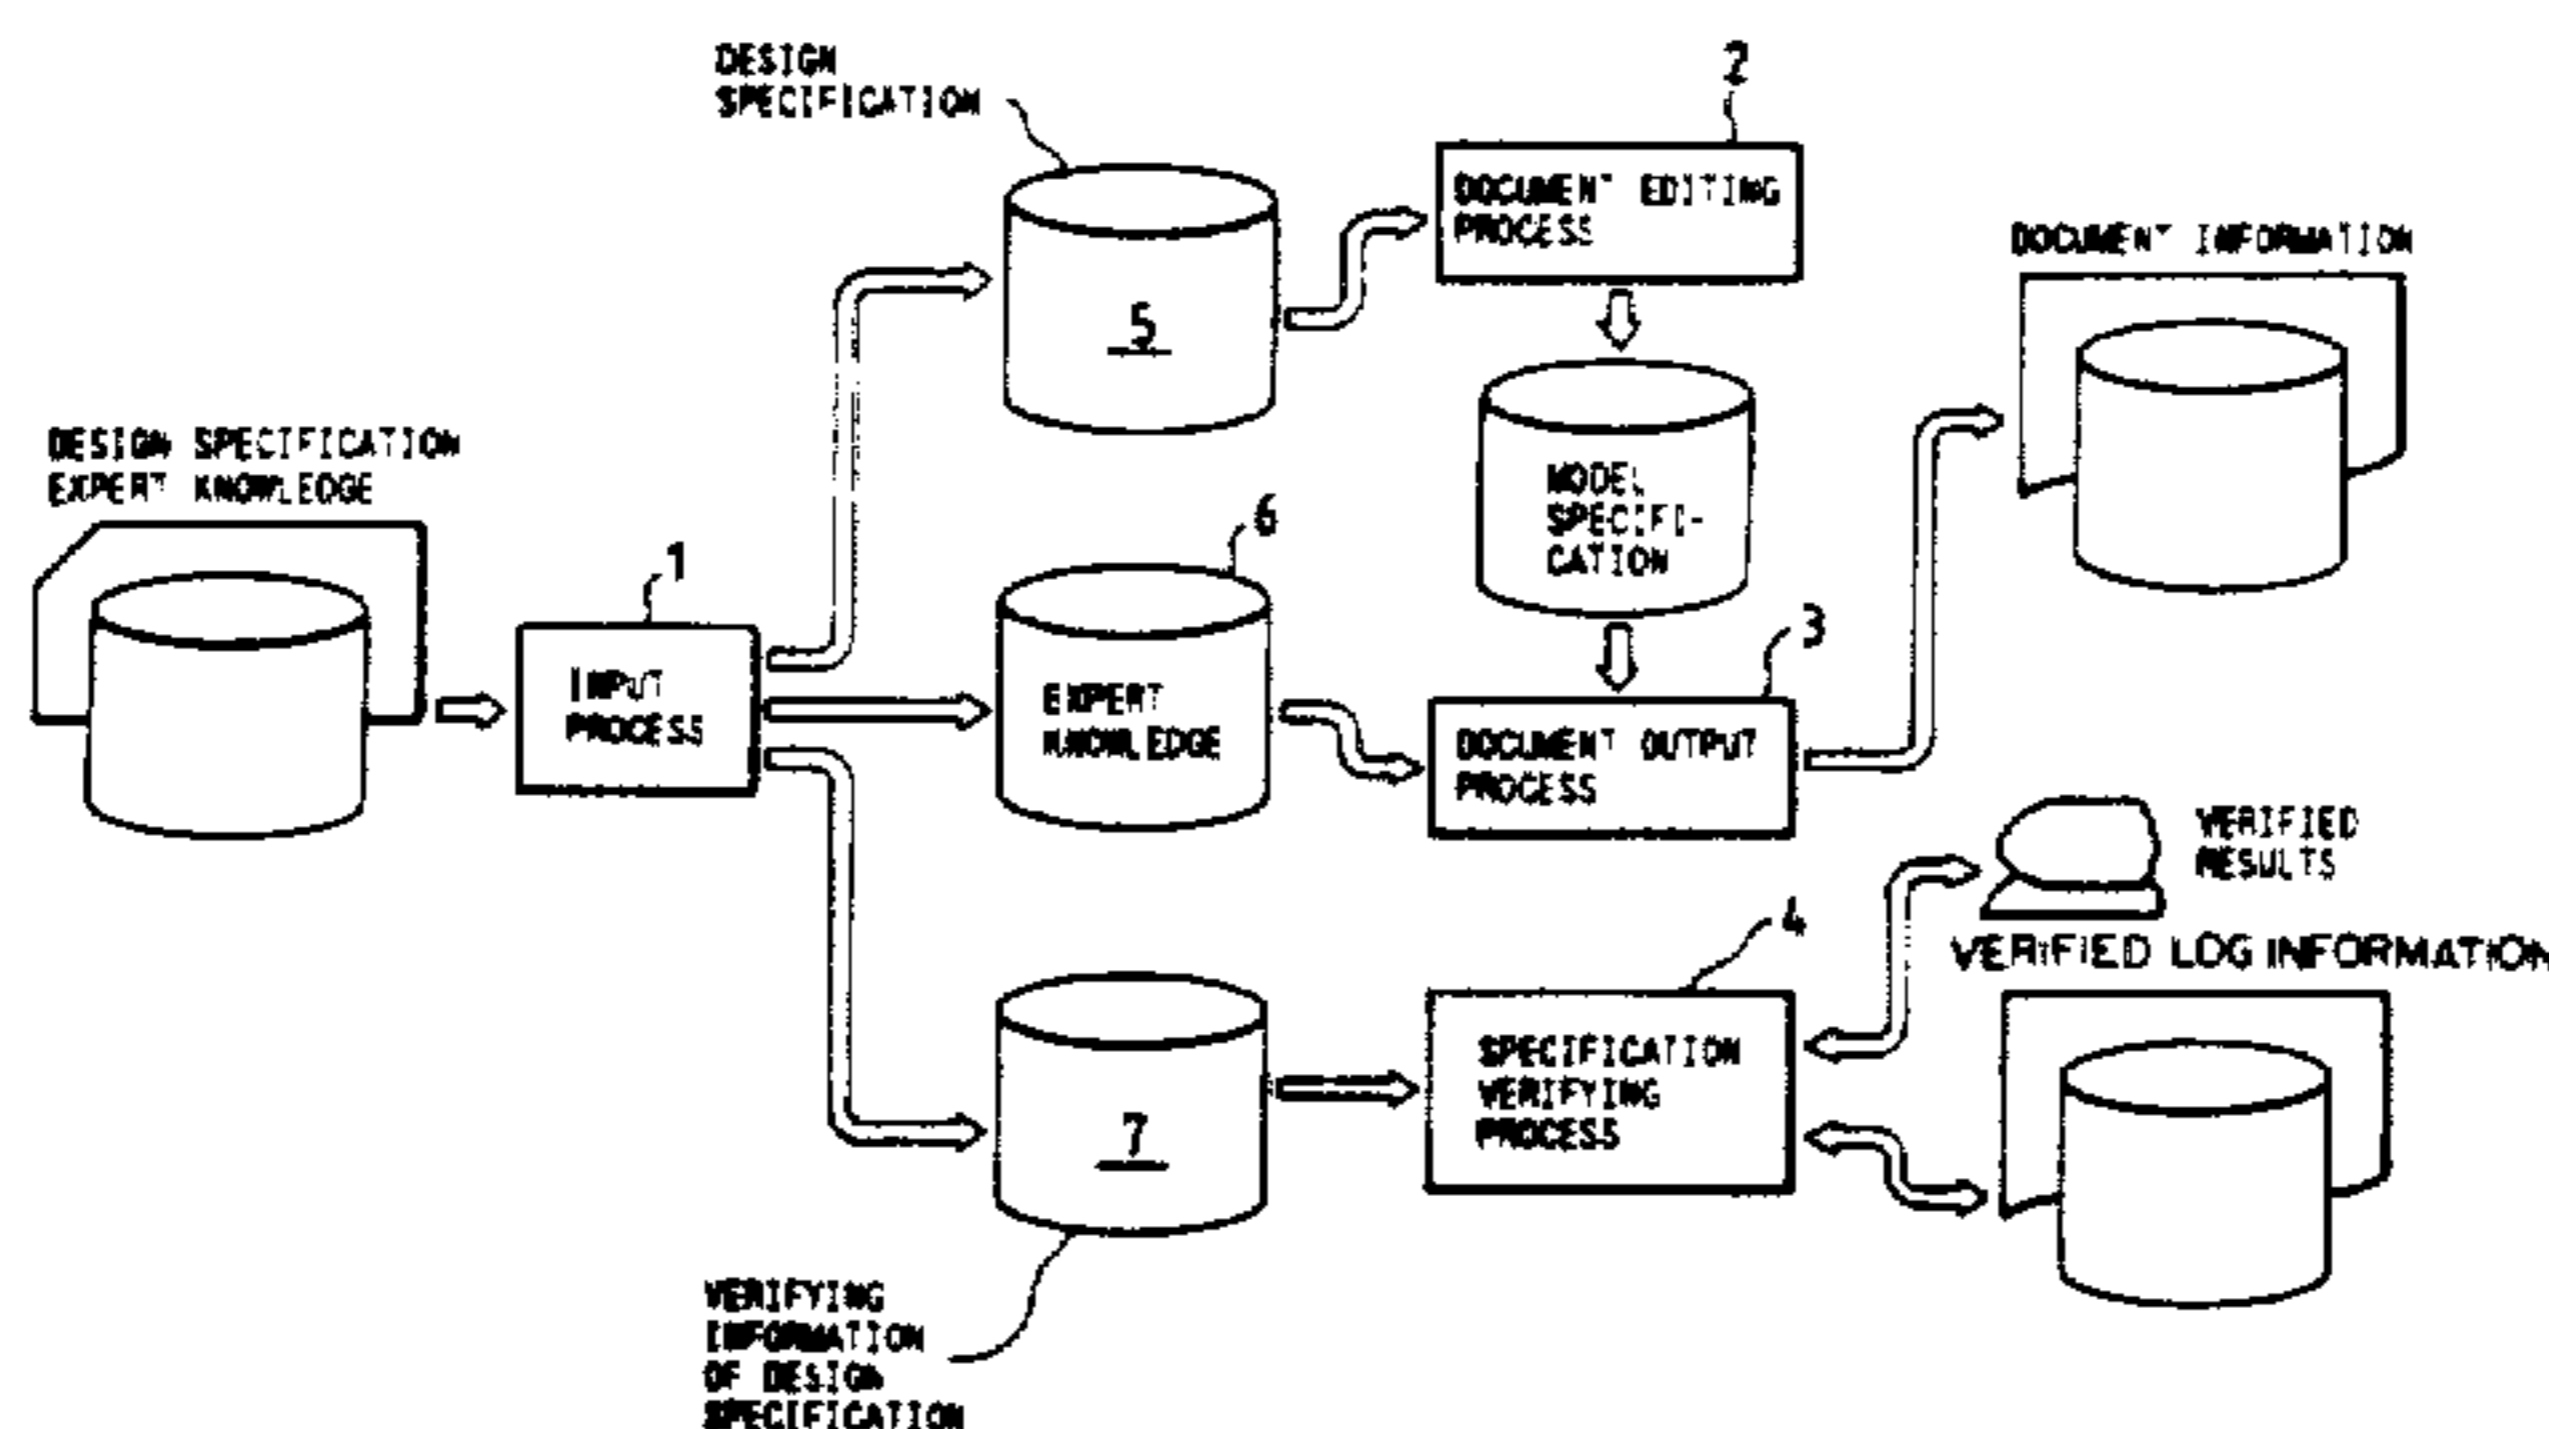 DESIGN
SPECIFICATION
2
5
DOCUMENT EDITING
PROCESS
DOCUMENT INFORMATION
DESIGN SPECIFICATION
EXPERT KNOWLEDGE
MODEL
SPECIFI-
CATION
1
INPUT
PROCESS
6
EXPERT
KNOWLEDGE
3
DOCUMENT OUTPUT
PROCESS
VERIFIED
RESULTS
VERIFIED LOG INFORMATION
4
SPECIFICATION
VERIFYING
PROCESS
7
VERIFYING
INFORMATION
OF DESIGN
SPECIFICATION